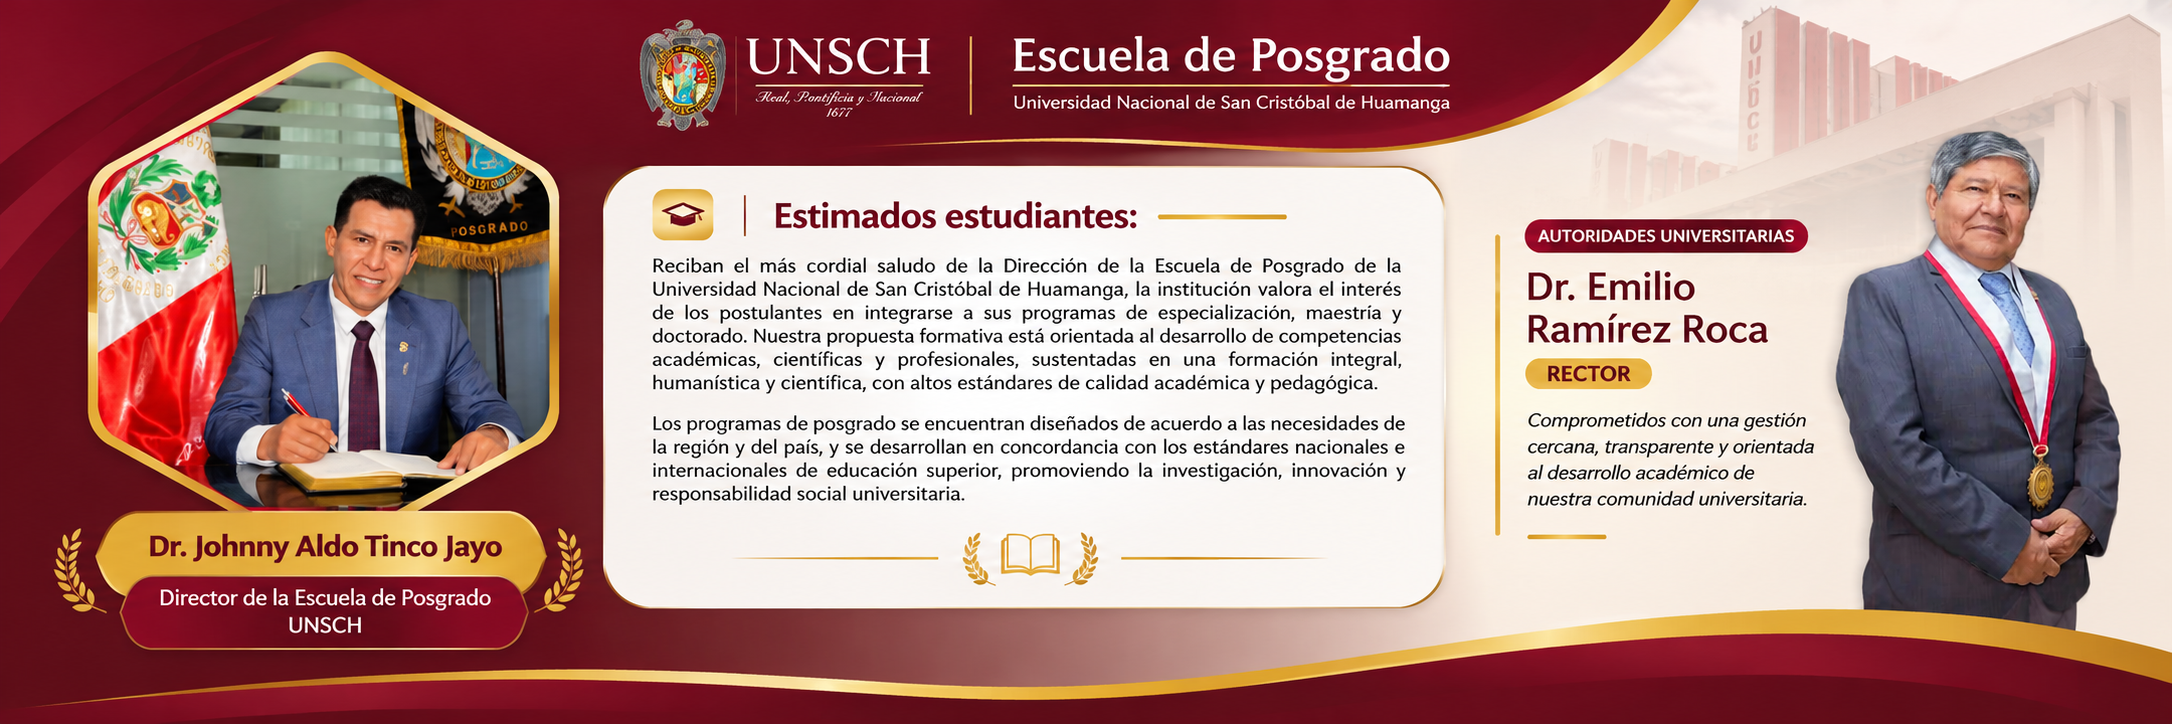 UNSCH
Real, Pontificia y Nacional
1677
Escuela de Posgrado
Universidad Nacional de San Cristóbal de Huamanga
POSGRADO
Dr. Johnny Aldo Tinco Jayo
Director de la Escuela de Posgrado
UNSCH
Estimados estudiantes:
Reciban el más cordial saludo de la Dirección de la Escuela de Posgrado de la
Universidad Nacional de San Cristóbal de Huamanga, la institución valora el interés
de los postulantes en integrarse a sus programas de especialización, maestría y
doctorado. Nuestra propuesta formativa está orientada al desarrollo de competencias
académicas, científicas y profesionales, sustentadas en una formación integral,
humanística y científica, con altos estándares de calidad académica y pedagógica.
Los programas de posgrado se encuentran diseñados de acuerdo a las necesidades de
la región y del país, y se desarrollan en concordancia con los estándares nacionales e
internacionales de educación superior, promoviendo la investigación, innovación y
responsabilidad social universitaria.
AUTORIDADES UNIVERSITARIAS
Dr. Emilio
Ramírez Roca
RECTOR
Comprometidos con una gestión
cercana, transparente y orientada
al desarrollo académico de
nuestra comunidad universitaria.